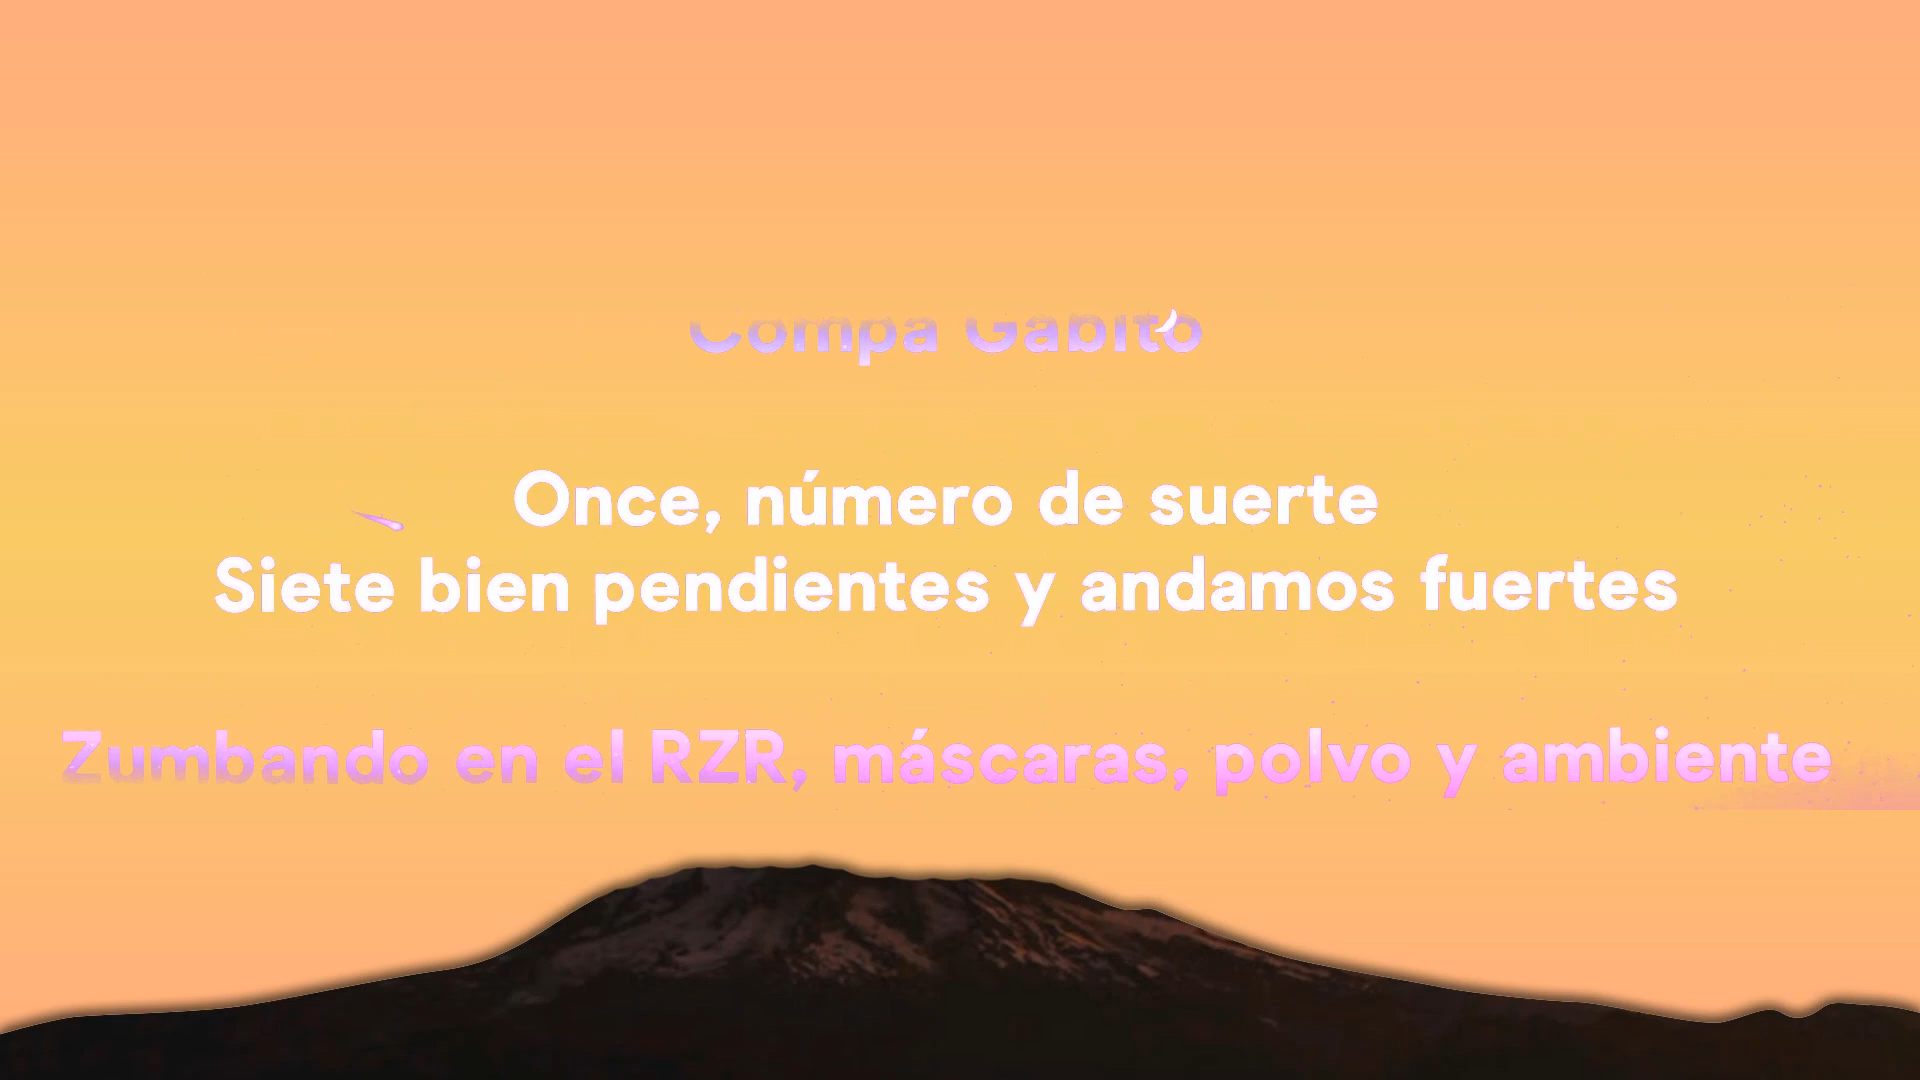 Compa Gabito
Once, número de suerte
Siete bien pendientes y andamos fuertes
Zumbando en el RZR, máscaras, polvo y ambiente